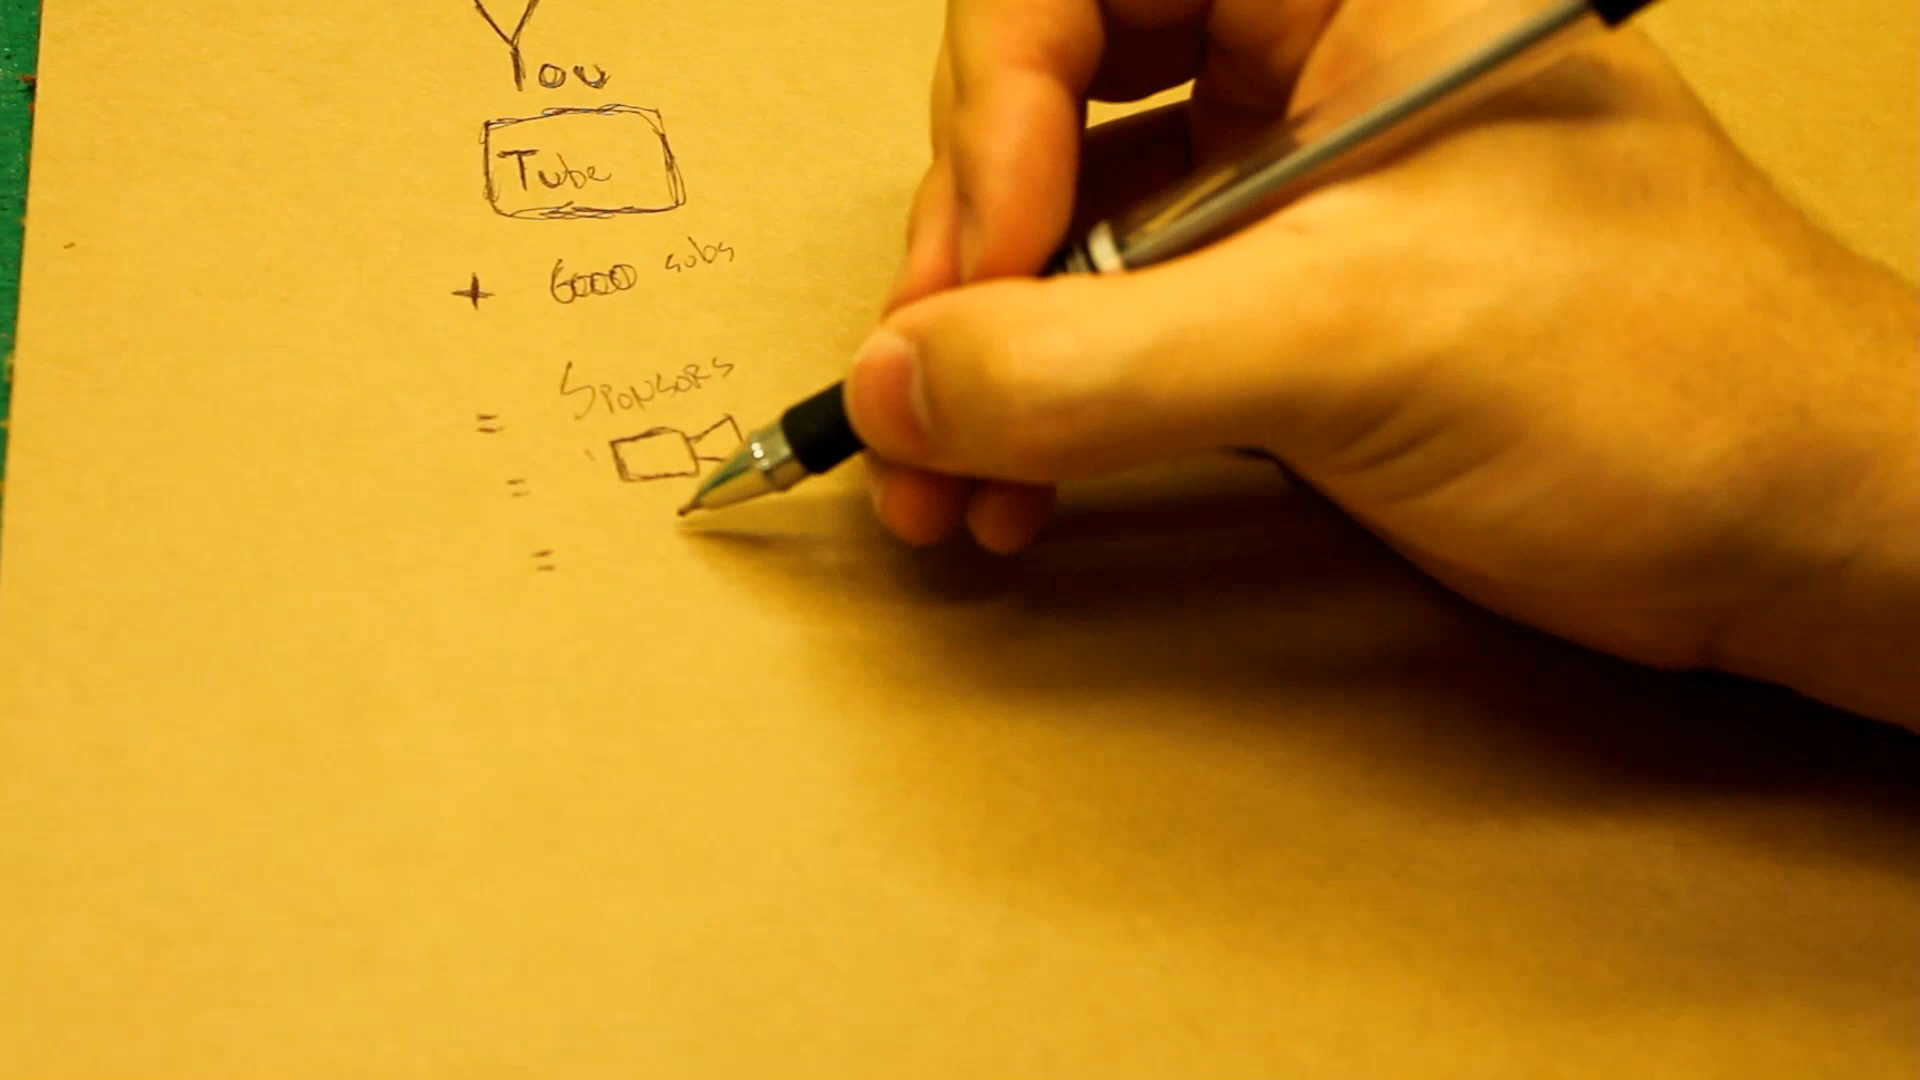 You
Tube
+ 6000 subs
= SPONSORS
=
=